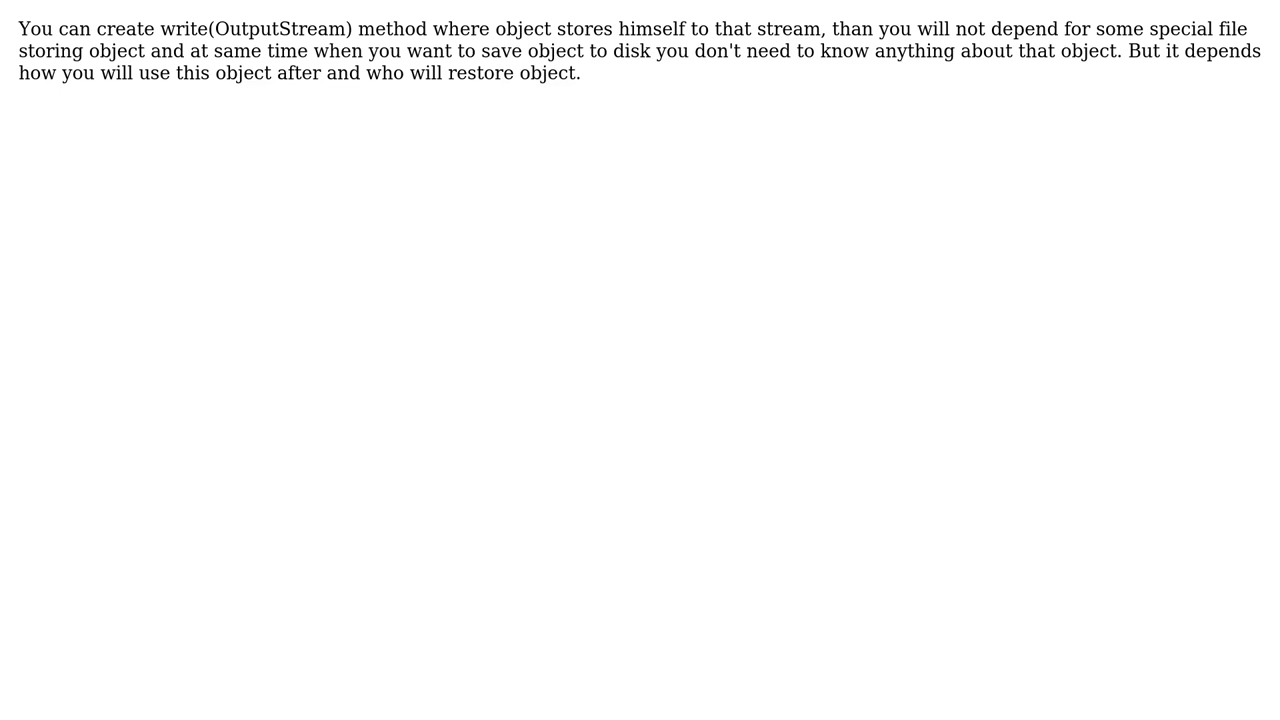 You can create write(OutputStream) method where object stores himself to that stream, than you will not depend for some special file
storing object and at same time when you want to save object to disk you don't need to know anything about that object. But it depends
how you will use this object after and who will restore object.